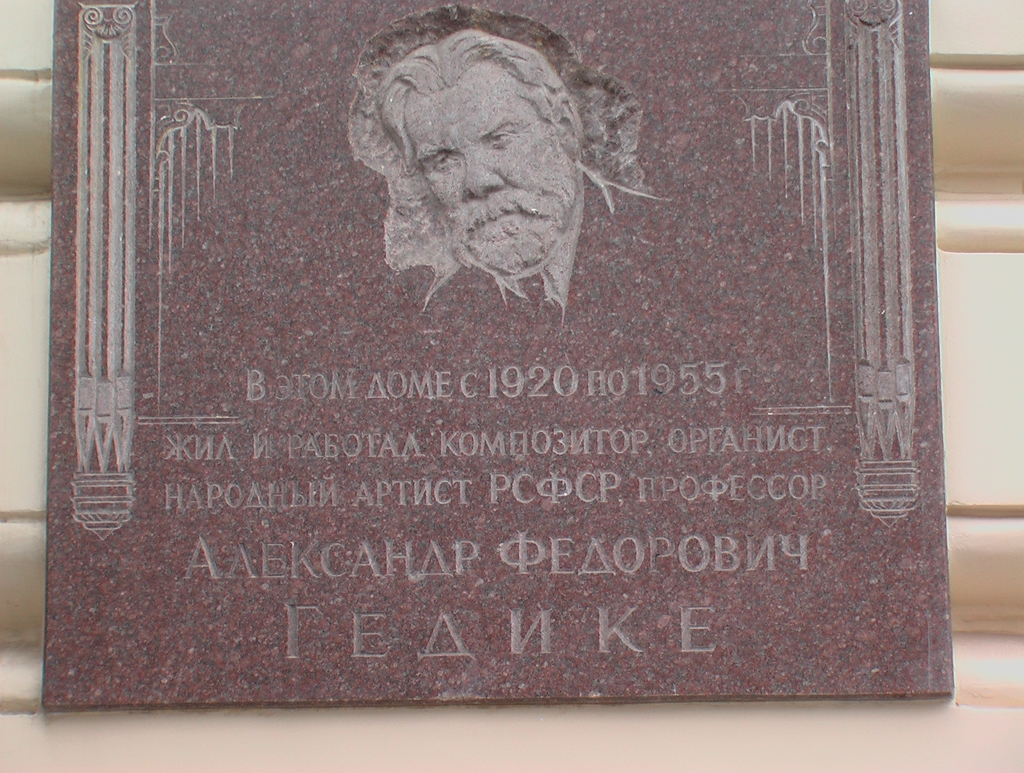 В ЭТОМ ДОМЕ С 1920 ПО 1955 Г
ЖИЛ И РАБОТАЛ КОМПОЗИТОР, ОРГАНИСТ,
НАРОДНЫЙ АРТИСТ РСФСР, ПРОФЕССОР
АЛЕКСАНДР ФЕДОРОВИЧ
ГЕДИКЕ